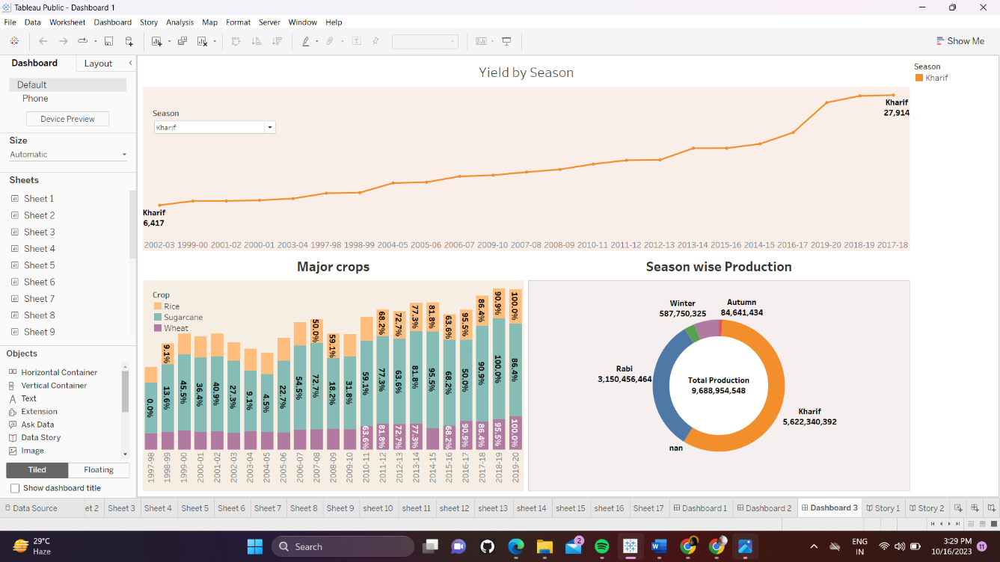 Tableau Public - Dashboard 1
File Data Worksheet Dashboard Story Analysis Map Format Server Window Help
Show Me
Dashboard Layout
Default
Phone
Device Preview
Size
Automatic
Sheets
Sheet 1
Sheet 2
Sheet 3
Sheet 4
Sheet 5
Sheet 6
Sheet 7
Sheet 8
Sheet 9
Objects
Horizontal Container
Vertical Container
Text
Extension
Ask Data
Data Story
Image
Tiled Floating
Show dashboard title
Yield by Season
Season
Kharif
Kharif
6,417
Kharif
27,914
2002-03 1999-00 2001-02 2000-01 2003-04 1997-98 1998-99 2004-05 2005-06 2006-07 2009-10 2007-08 2008-09 2010-11 2011-12 2012-13 2013-14 2015-16 2014-15 2016-17 2019-20 2018-19 2017-18
Season
Kharif
Major crops
Crop
Rice
Sugarcane
Wheat
9.1% 50.0% 59.1% 68.2% 72.7% 77.3% 81.8% 63.6% 95.5% 86.4% 90.9% 100.0%
0.0% 13.6% 45.5% 36.4% 40.9% 27.3% 9.1% 4.5% 22.7% 54.5% 72.7% 18.2% 31.8% 59.1% 77.3% 63.6% 81.8% 95.5% 68.2% 50.0% 90.9% 100.0% 86.4%
63.6% 81.8% 72.7% 77.3% 68.2% 90.9% 86.4% 95.5% 100.0%
1997-98 1998-99 1999-00 2000-01 2001-02 2002-03 2003-04 2004-05 2005-06 2006-07 2007-08 2008-09 2009-10 2010-11 2011-12 2012-13 2013-14 2014-15 2015-16 2016-17 2017-18 2018-19 2019-20
Season wise Production
Winter
587,750,325
Autumn
84,641,434
Rabi
3,150,456,464
Total Production
9,688,954,548
Kharif
5,622,340,392
nan
Data Source et 2 Sheet 3 Sheet 4 Sheet 5 Sheet 6 Sheet 7 Sheet 8 Sheet 9 sheet 10 sheet 11 sheet 12 sheet 13 sheet 14 sheet 15 sheet 16 Sheet 17 Dashboard 1 Dashboard 2 Dashboard 3 Story 1 Story 2
29°C
Haze
Search
2
ENG
IN
3:29 PM
10/16/2023
11